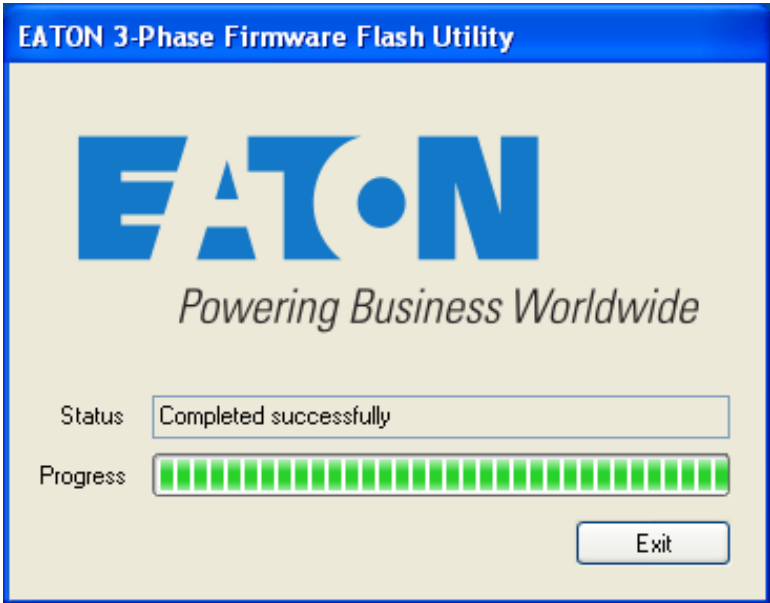 EATON 3-Phase Firmware Flash Utility
EATON
Powering Business Worldwide
Status Completed successfully
Progress
Exit